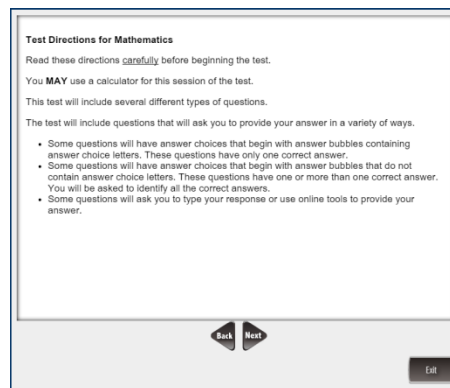 Test Directions for Mathematics
Read these directions carefully before beginning the test.
You MAY use a calculator for this session of the test.
This test will include several different types of questions.
The test will include questions that will ask you to provide your answer in a variety of ways.
• Some questions will have answer choices that begin with answer bubbles containing
answer choice letters. These questions have only one correct answer.
• Some questions will have answer choices that begin with answer bubbles that do not
contain answer choice letters. These questions have one or more than one correct answer.
You will be asked to identify all the correct answers.
• Some questions will ask you to type your response or use online tools to provide your
answer.
Back Next
Exit